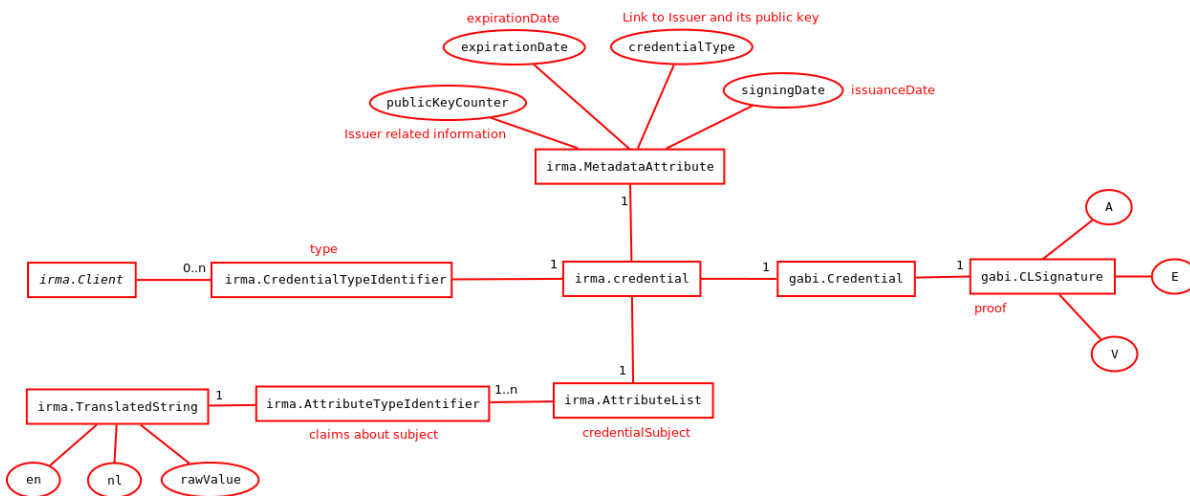 expirationDate
Link to Issuer and its public key
expirationDate
credentialType
signingDate
issuanceDate
publicKeyCounter
Issuer related information
irma.MetadataAttribute
1
type
irma.Client
0..n
irma.CredentialTypeIdentifier
1
irma.credential
1
gabi.Credential
1
gabi.CLSignature
proof
A
E
V
1
irma.AttributeList
credentialSubject
1..n
irma.AttributeTypeIdentifier
claims about subject
1
irma.TranslatedString
en
nl
rawValue